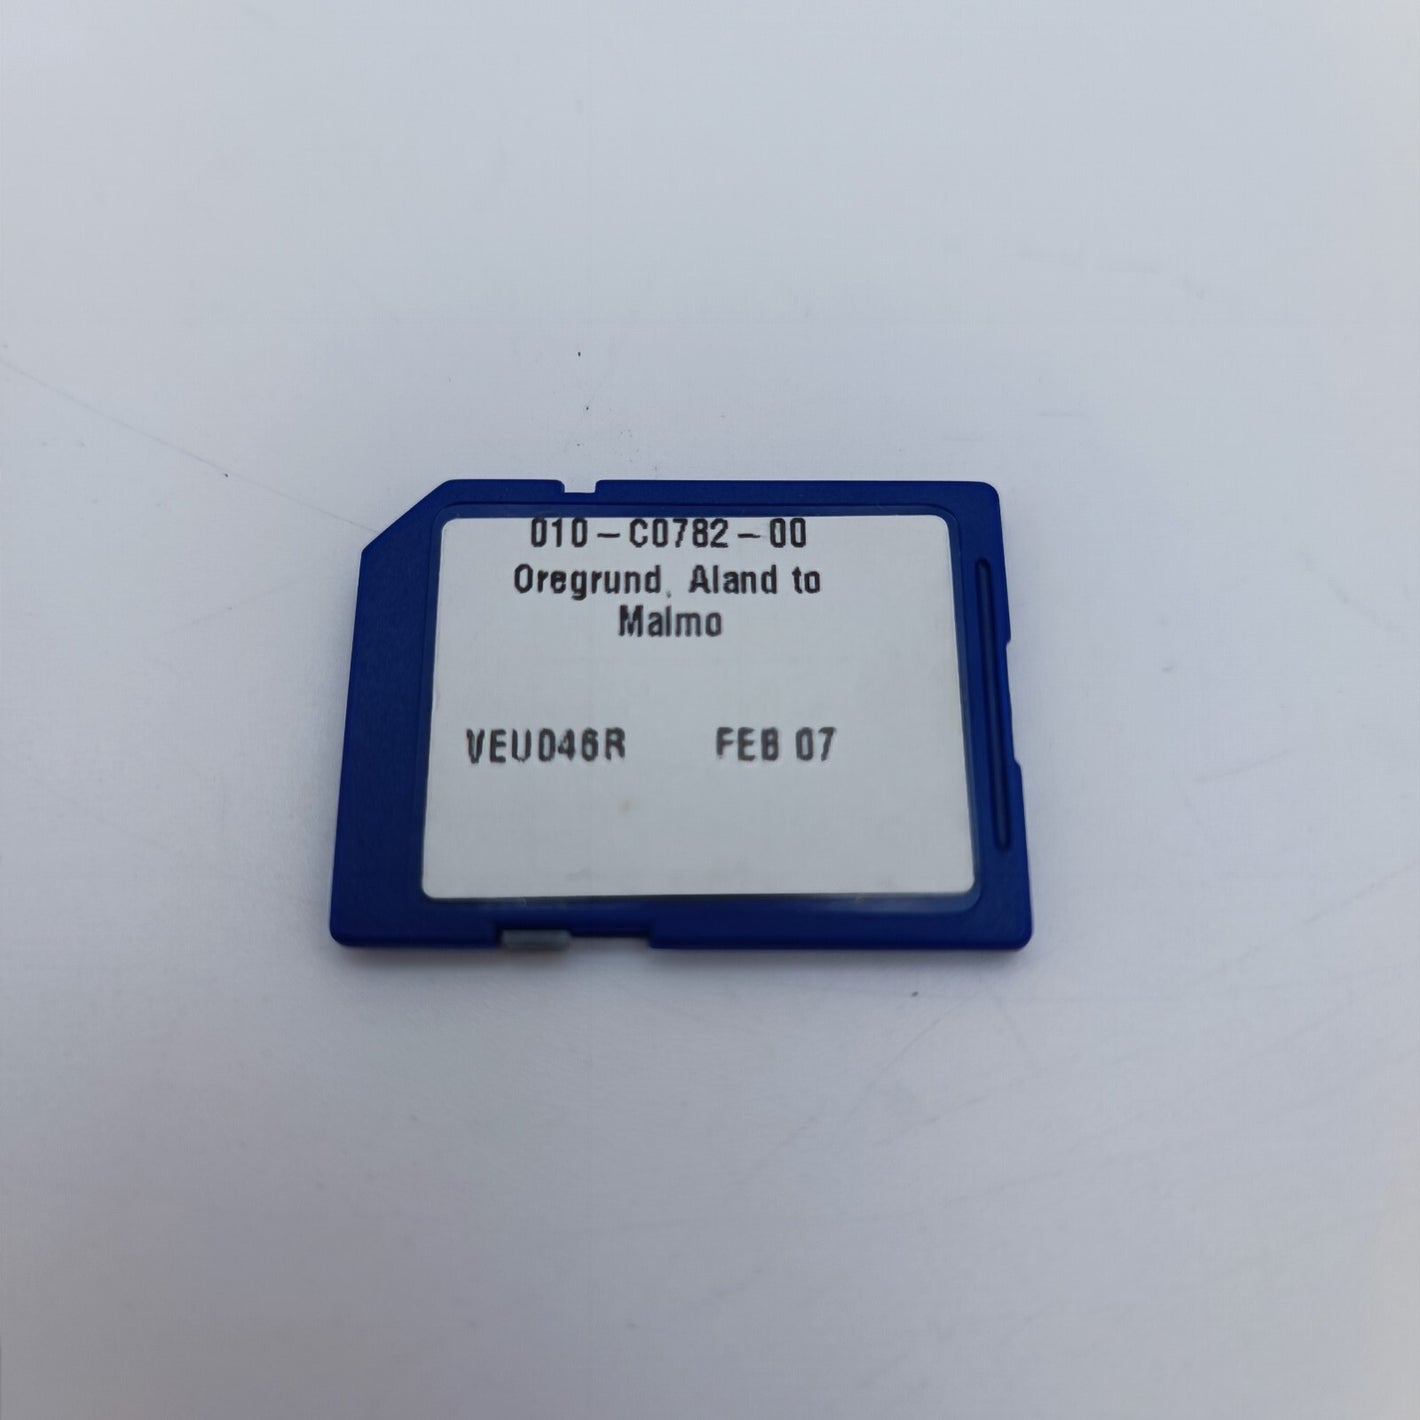 010-C0782-00
Oregrund, Aland to
Malmo
VEU046R FEB 07